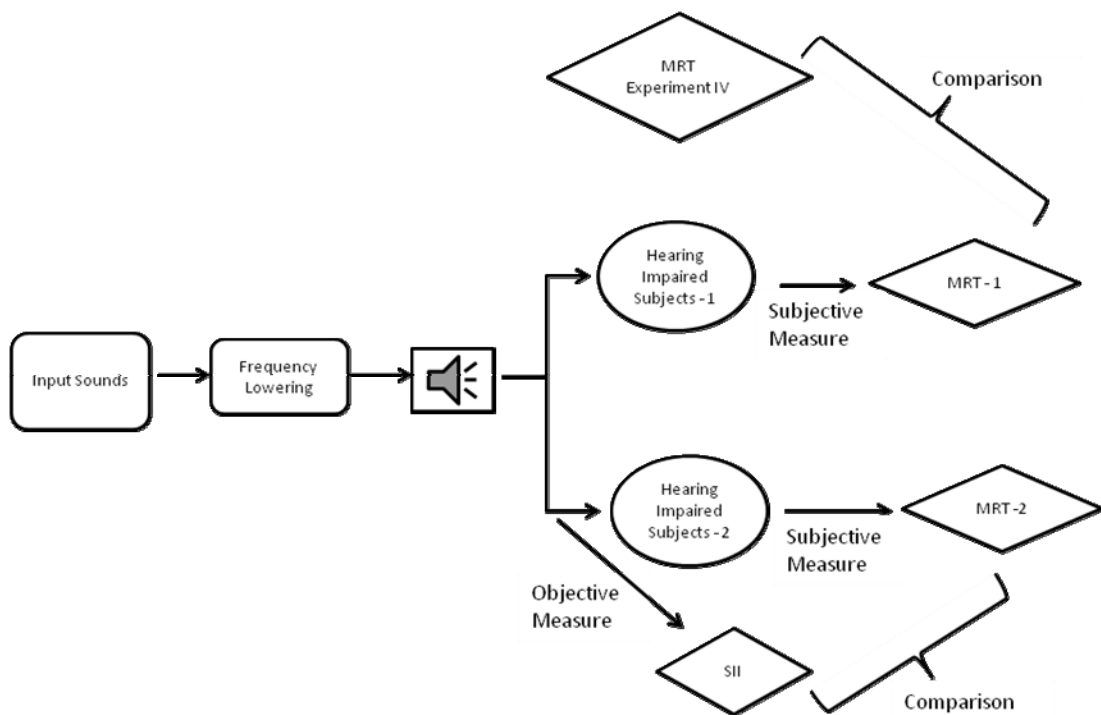 MRT
Experiment IV
Comparison
Hearing
Impaired
Subjects -1
Subjective
Measure
MRT - 1
Input Sounds
Frequency
Lowering
Hearing
Impaired
Subjects -2
Subjective
Measure
MRT -2
Objective
Measure
SII
Comparison